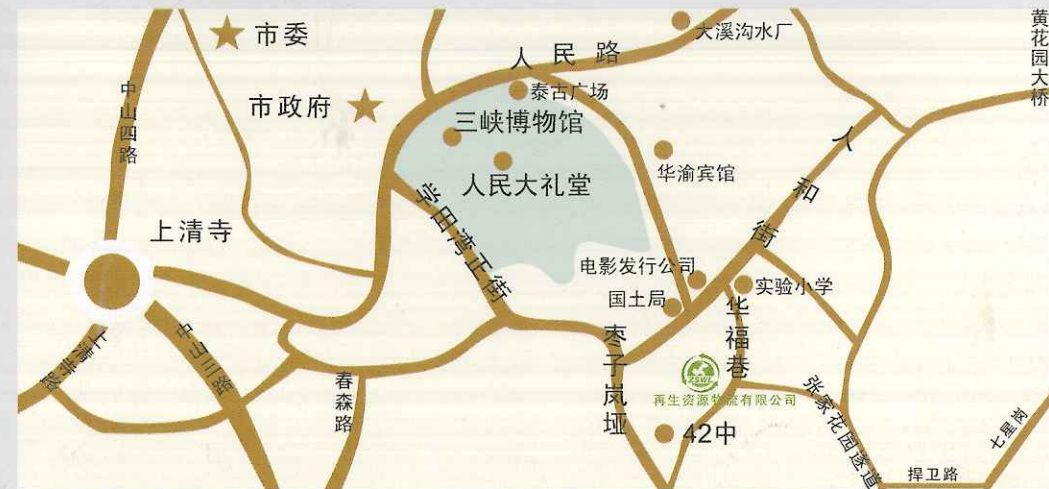 市委
大溪沟水厂
黄花园大桥
人民路
中山四路
泰古广场
市政府
三峡博物馆
人和街
华渝宾馆
人民大礼堂
学田湾正街
上清寺
电影发行公司
实验小学
国土局
华福巷
枣子岚垭
上清寺路
中山三路
春森路
ZSWL
再生资源物流有限公司
张家花园遂道
42中
七星岗
捍卫路